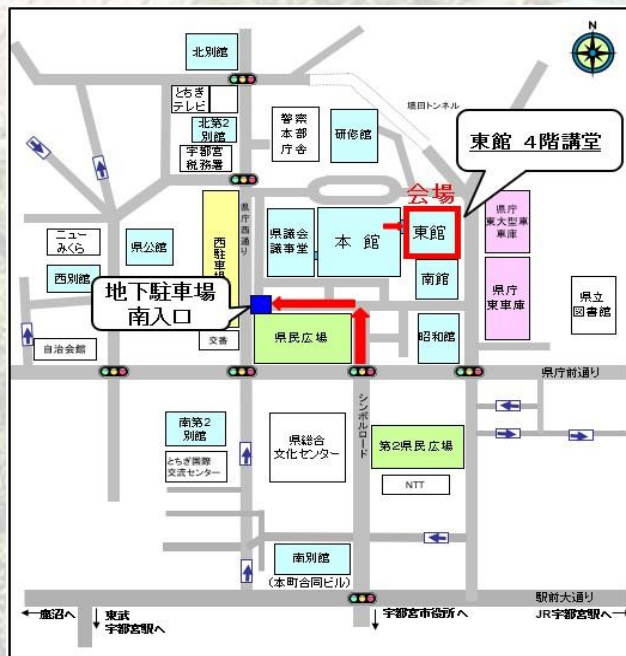 N
北別館
とちぎ
テレビ
北第2
別館
宇都宮
税務署
警察
本部
庁舎
研修館
塙田トンネル
東館 4階講堂
会場
県庁西通り
西駐車場
県議会
議事堂
本館
東館
南館
県庁
東大型車
車庫
県庁
東車庫
県立
図書館
ニュー
みくら
県公館
西別館
地下駐車場
南入口
自治会館
交番
県民広場
昭和館
県庁前通り
シンボルロード
南第2
別館
とちぎ国際
交流センター
県総合
文化センター
第2県民広場
NTT
南別館
(本町合同ビル)
駅前大通り
←鹿沼へ
↓東武
宇都宮駅へ
↓宇都宮市役所へ
JR宇都宮駅へ→